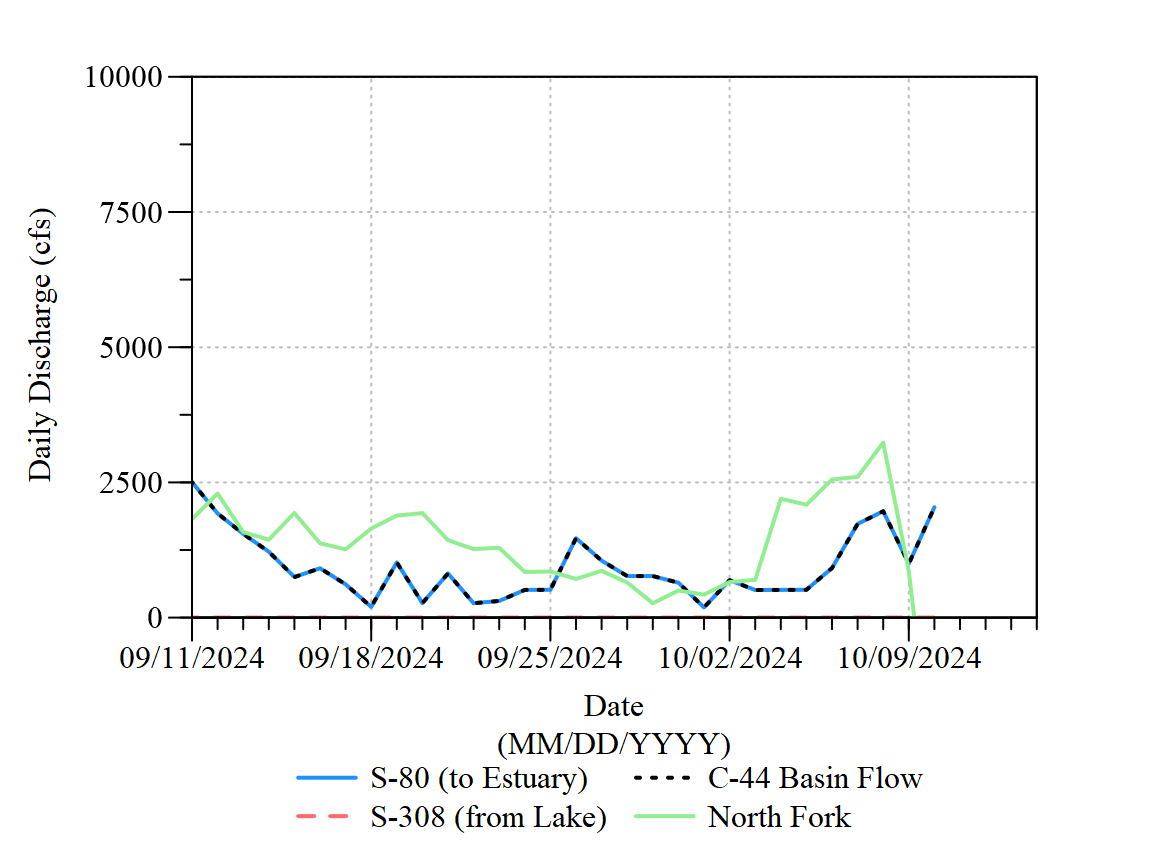 10000
7500
5000
2500
0
Daily Discharge (cfs)
09/11/2024 09/18/2024 09/25/2024 10/02/2024 10/09/2024
Date
(MM/DD/YYYY)
S-80 (to Estuary) C-44 Basin Flow
S-308 (from Lake) North Fork